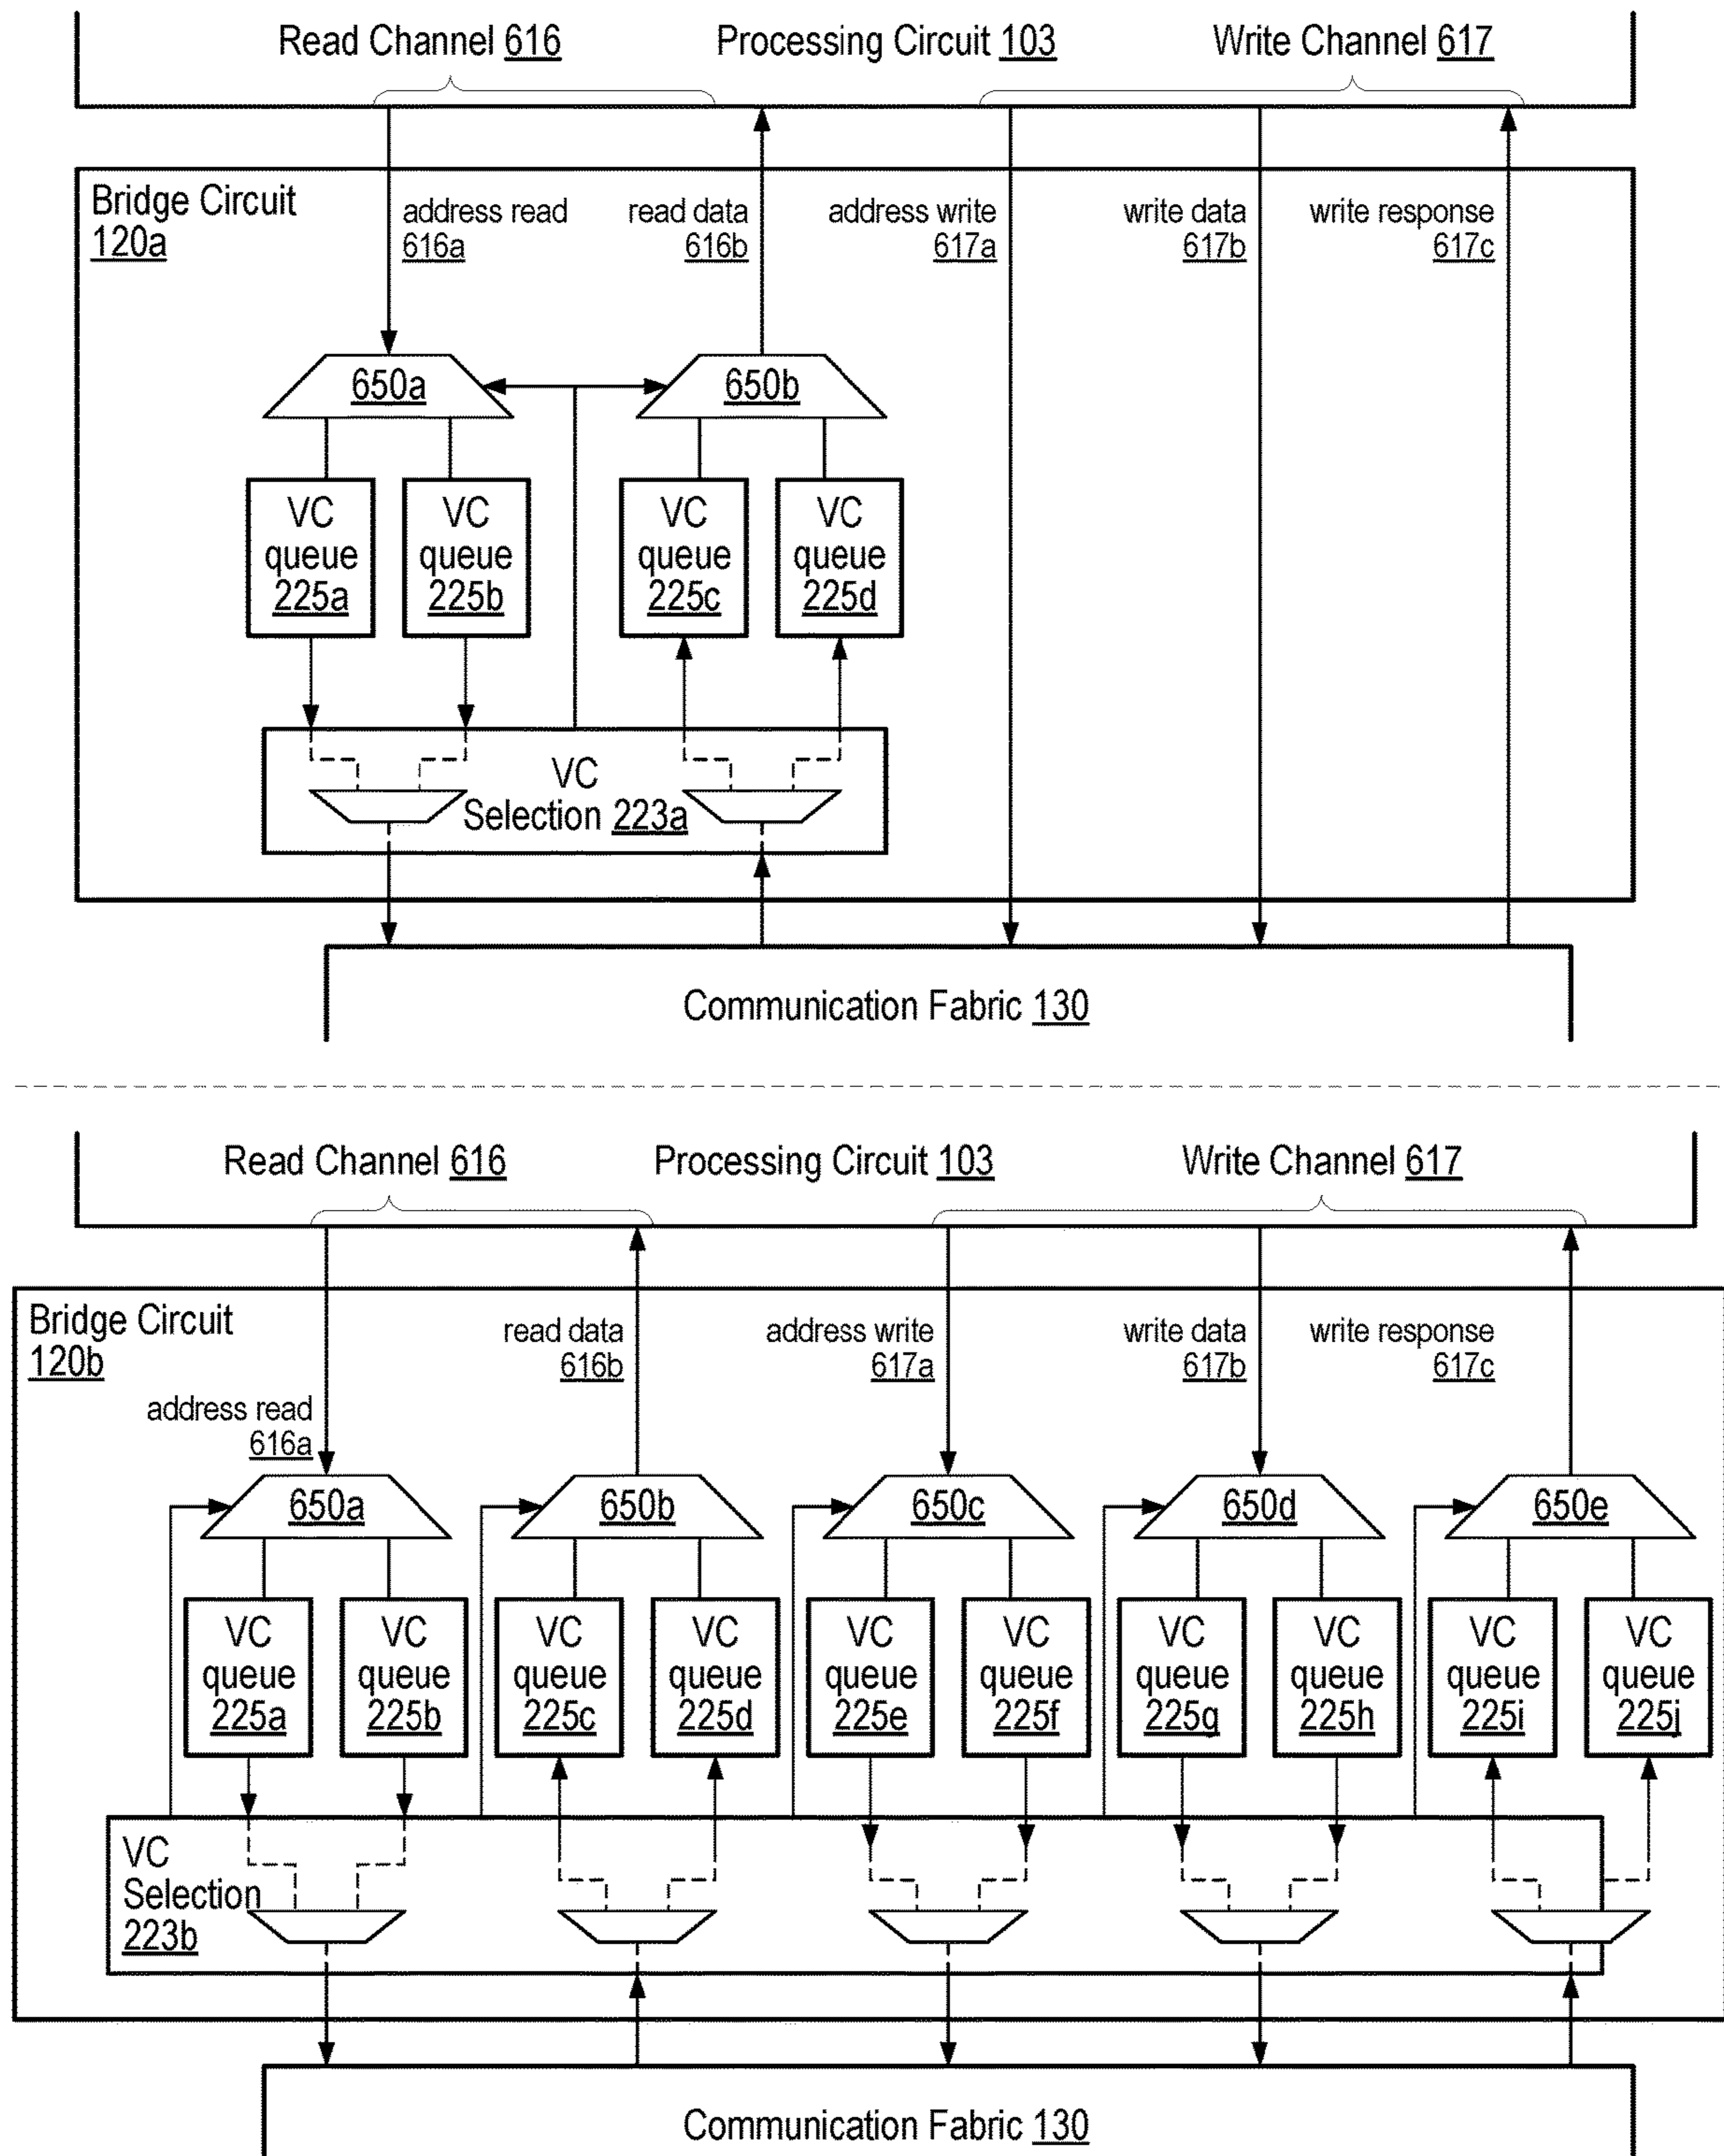 Read Channel 616 Processing Circuit 103 Write Channel 617
Bridge Circuit
120a
address read
616a
read data
616b
address write
617a
write data
617b
write response
617c
650a
650b
VC
queue
225a
VC
queue
225b
VC
queue
225c
VC
queue
225d
VC
Selection 223a
Communication Fabric 130
Read Channel 616 Processing Circuit 103 Write Channel 617
Bridge Circuit
120b
address read
616a
read data
616b
address write
617a
write data
617b
write response
617c
650a
650b
650c
650d
650e
VC
queue
225a
VC
queue
225b
VC
queue
225c
VC
queue
225d
VC
queue
225e
VC
queue
225f
VC
queue
225g
VC
queue
225h
VC
queue
225i
VC
queue
225j
VC
Selection
223b
Communication Fabric 130